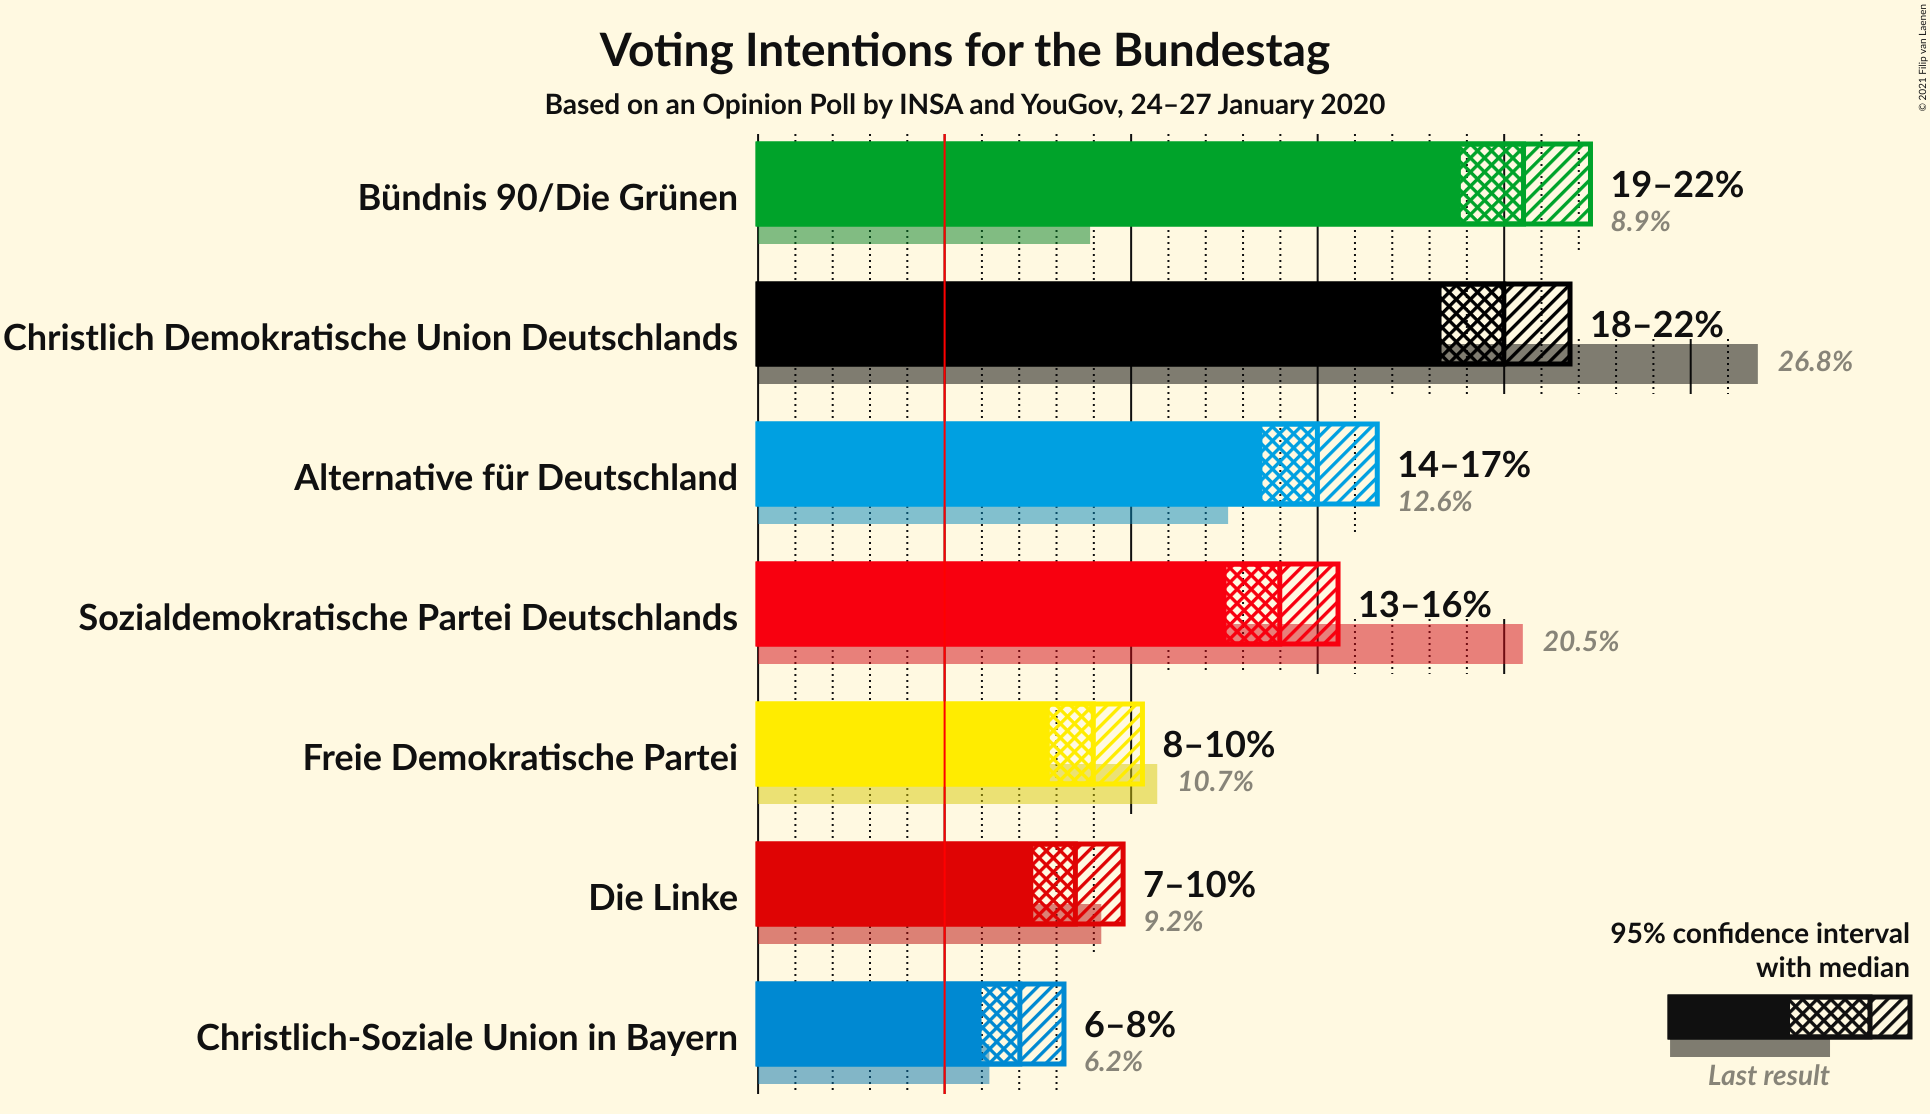 Voting Intentions for the Bundestag
Based on an Opinion Poll by INSA and YouGov, 24–27 January 2020
© 2021 Filip van Laenen
Bündnis 90/Die Grünen
19–22%
8.9%
Christlich Demokratische Union Deutschlands
18–22%
26.8%
Alternative für Deutschland
14–17%
12.6%
Sozialdemokratische Partei Deutschlands
13–16%
20.5%
Freie Demokratische Partei
8–10%
10.7%
Die Linke
7–10%
9.2%
Christlich-Soziale Union in Bayern
6–8%
6.2%
95% confidence interval
with median
Last result